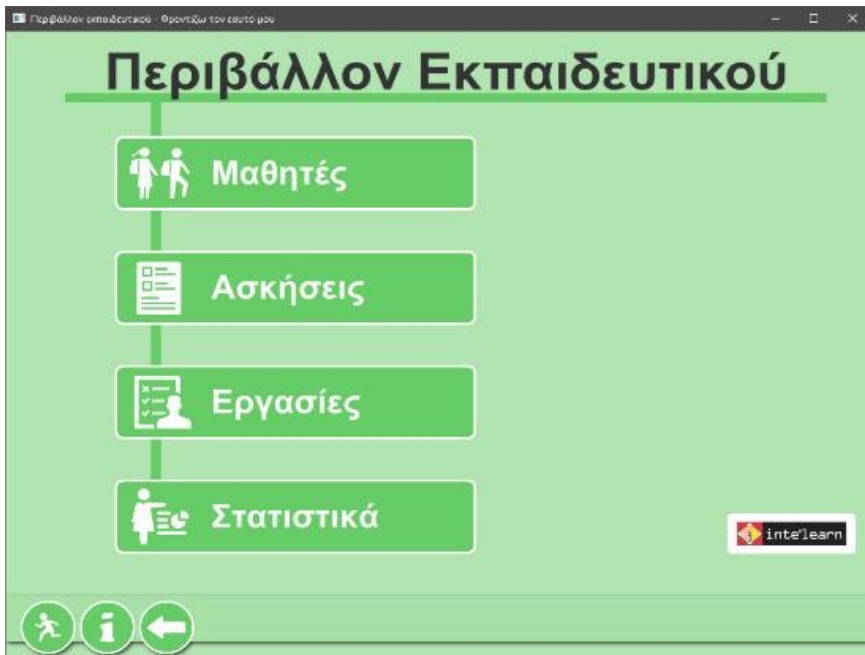 Περιβάλλον εκπαιδευτικού - Φροντίζω τον εαυτό μου
Περιβάλλον Εκπαιδευτικού
Μαθητές
Ασκήσεις
Εργασίες
Στατιστικά
inte'learn